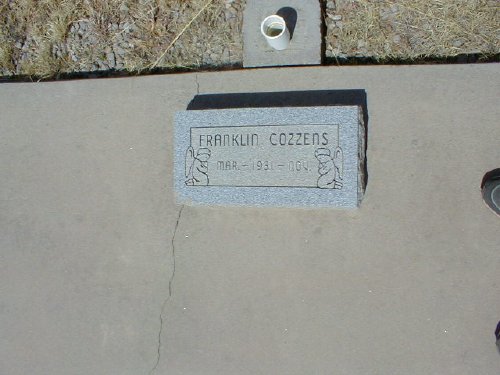 FRANKLIN COZZENS
MAR. - 1931 - NOV.